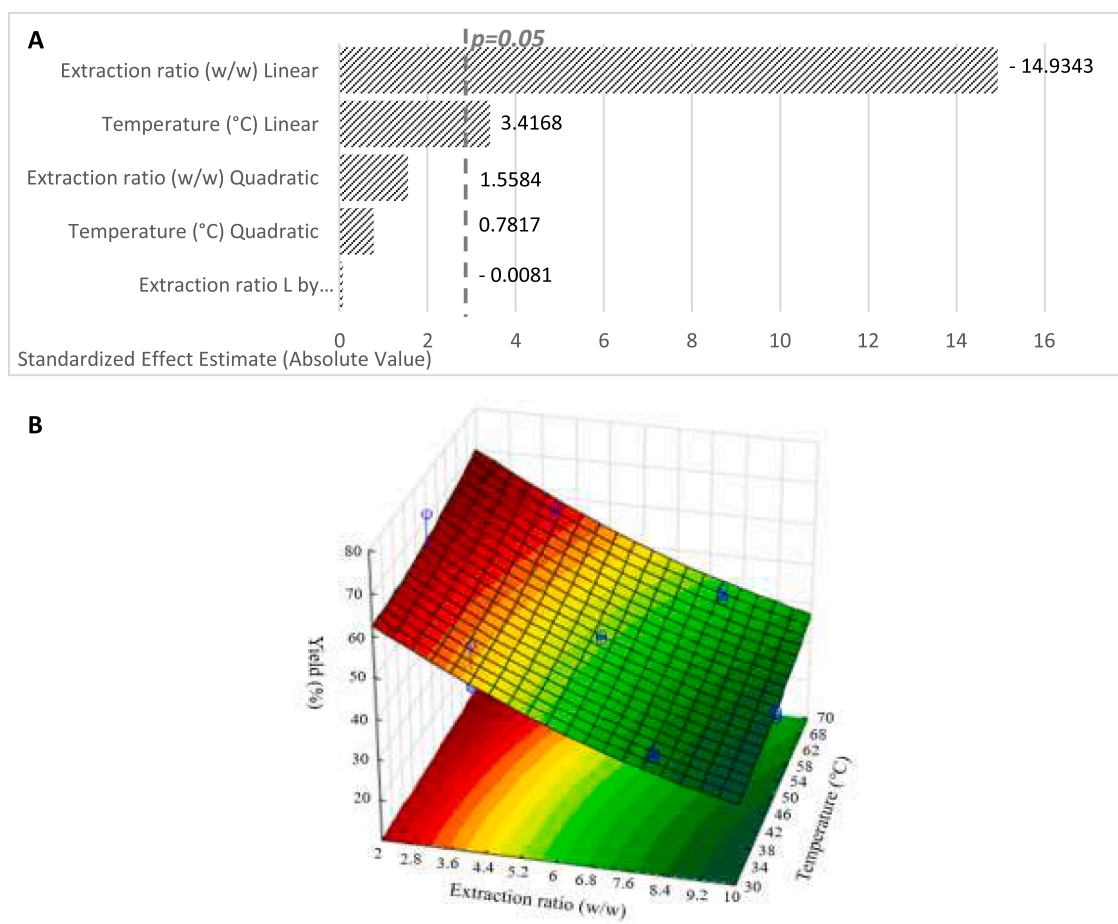 A
p=0.05
Extraction ratio (w/w) Linear
- 14.9343
Temperature (°C) Linear
3.4168
Extraction ratio (w/w) Quadratic
1.5584
Temperature (°C) Quadratic
0.7817
Extraction ratio L by...
- 0.0081
0 2 4 6 8 10 12 14 16
Standardized Effect Estimate (Absolute Value)
B
80
70
60
50
40
30
20
Yield (%)
2 2.8 3.6 4.4 5.2 6 6.8 7.6 8.4 9.2 10
Extraction ratio (w/w)
70
68
62
58
54
50
46
42
38
34
30
Temperature (°C)